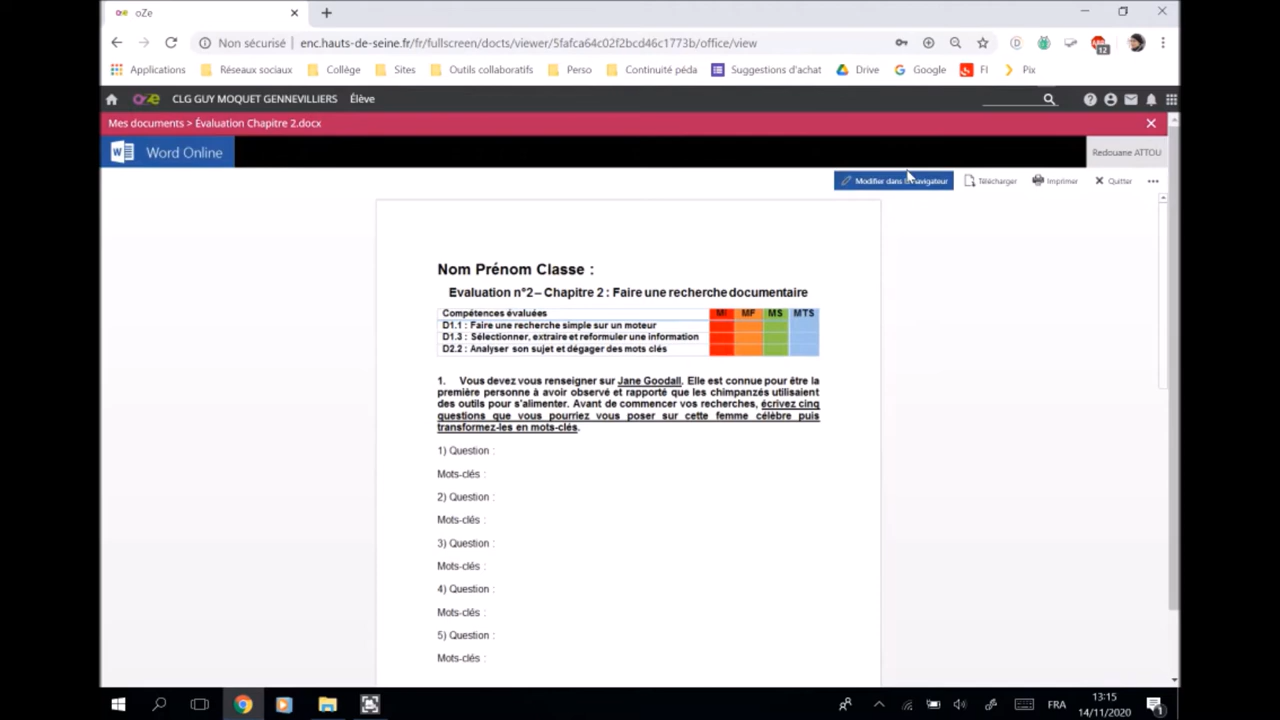 oZe
Non sécurisé | enc.hauts-de-seine.fr/fr/fullscreen/docts/viewer/5fafca64c02f2bcd46c1773b/office/view
12
Applications Réseaux sociaux Collège Sites Outils collaboratifs Perso Continuité péda Suggestions d'achat Drive Google FI Pix
oze CLG GUY MOQUET GENNEVILLIERS Élève
Mes documents > Évaluation Chapitre 2.docx
Word Online Redouane ATTOU
Modifier dans le navigateur Télécharger Imprimer Quitter
Nom Prénom Classe :
Evaluation n°2 – Chapitre 2 : Faire une recherche documentaire
Compétences évaluées MI MF MS MTS
D1.1 : Faire une recherche simple sur un moteur
D1.3 : Sélectionner, extraire et reformuler une information
D2.2 : Analyser son sujet et dégager des mots clés
1. Vous devez vous renseigner sur Jane Goodall. Elle est connue pour être la
première personne à avoir observé et rapporté que les chimpanzés utilisaient
des outils pour s'alimenter. Avant de commencer vos recherches, écrivez cinq
questions que vous pourriez vous poser sur cette femme célèbre puis
transformez-les en mots-clés.
1) Question :
Mots-clés :
2) Question :
Mots-clés :
3) Question :
Mots-clés :
4) Question :
Mots-clés :
5) Question :
Mots-clés :
FRA
13:15
14/11/2020
1